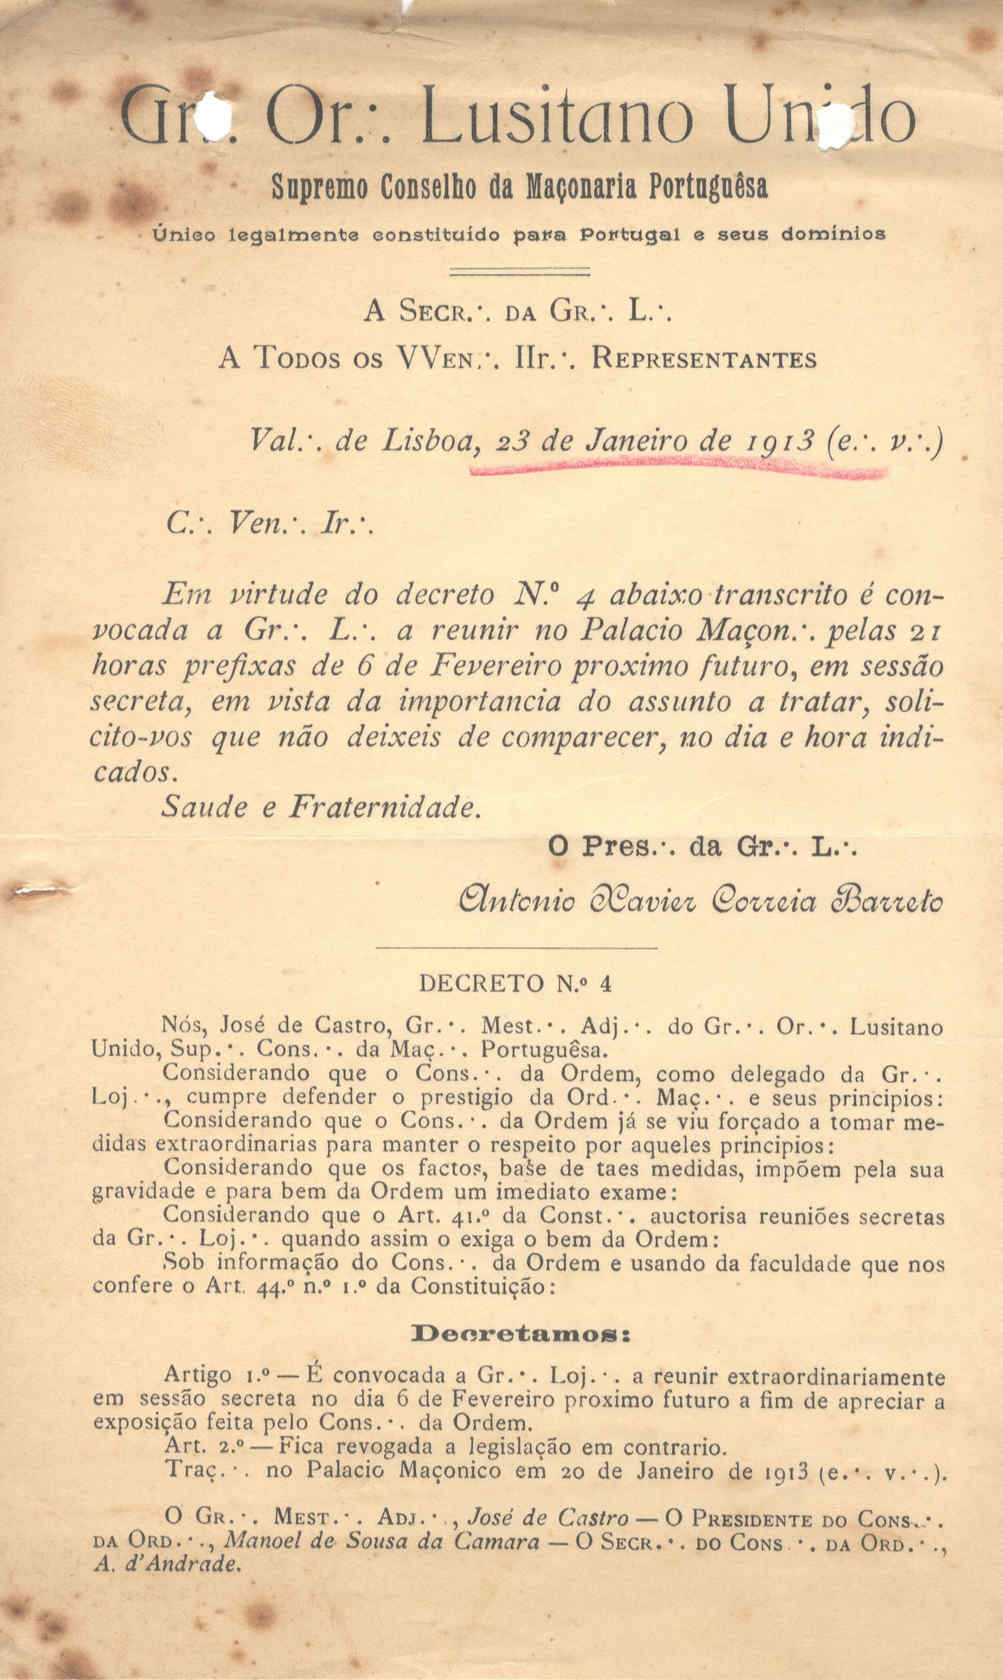 Gr.·. Or.·. Lusitano Unido
Supremo Conselho da Maçonaria Portuguêsa
Único legalmente constituído para Portugal e seus domínios
A Secr.·. da Gr.·. L.·.
A Todos os VVen.·. IIr.·. Representantes
Val.·. de Lisboa, 23 de Janeiro de 1913 (e.·. v.·.)
C.·. Ven.·. Ir.·.
Em virtude do decreto N.º 4 abaixo transcrito é con-
vocada a Gr.·. L.·. a reunir no Palacio Maçon.·. pelas 21
horas prefixas de 6 de Fevereiro proximo futuro, em sessão
secreta, em vista da importancia do assunto a tratar, soli-
cito-vos que não deixeis de comparecer, no dia e hora indi-
cados.
Saude e Fraternidade.
O Pres.·. da Gr.·. L.·.
Antonio Xavier Correia Barreto
DECRETO N.º 4
Nós, José de Castro, Gr.·. Mest.·. Adj.·. do Gr.·. Or.·. Lusitano
Unido, Sup.·. Cons.·. da Maç.·. Portuguêsa.
Considerando que o Cons.·. da Ordem, como delegado da Gr.·.
Loj.·., cumpre defender o prestigio da Ord.·. Maç.·. e seus principios:
Considerando que o Cons.·. da Ordem já se viu forçado a tomar me-
didas extraordinarias para manter o respeito por aqueles principios:
Considerando que os factos, base de taes medidas, impõem pela sua
gravidade e para bem da Ordem um imediato exame:
Considerando que o Art. 41.º da Const.·. auctorisa reuniões secretas
da Gr.·. Loj.·. quando assim o exiga o bem da Ordem:
Sob informação do Cons.·. da Ordem e usando da faculdade que nos
confere o Art. 44.º n.º 1.º da Constituição:
Decretamos:
Artigo 1.º — É convocada a Gr.·. Loj.·. a reunir extraordinariamente
em sessão secreta no dia 6 de Fevereiro proximo futuro a fim de apreciar a
exposição feita pelo Cons.·. da Ordem.
Art. 2.º — Fica revogada a legislação em contrario.
Traç.·. no Palacio Maçonico em 20 de Janeiro de 1913 (e.·. v.·.).
O Gr.·. Mest.·. Adj.·., José de Castro — O Presidente do Cons.·.
da Ord.·., Manoel de Sousa da Camara — O Secr.·. do Cons.·. da Ord.·.,
A. d'Andrade.